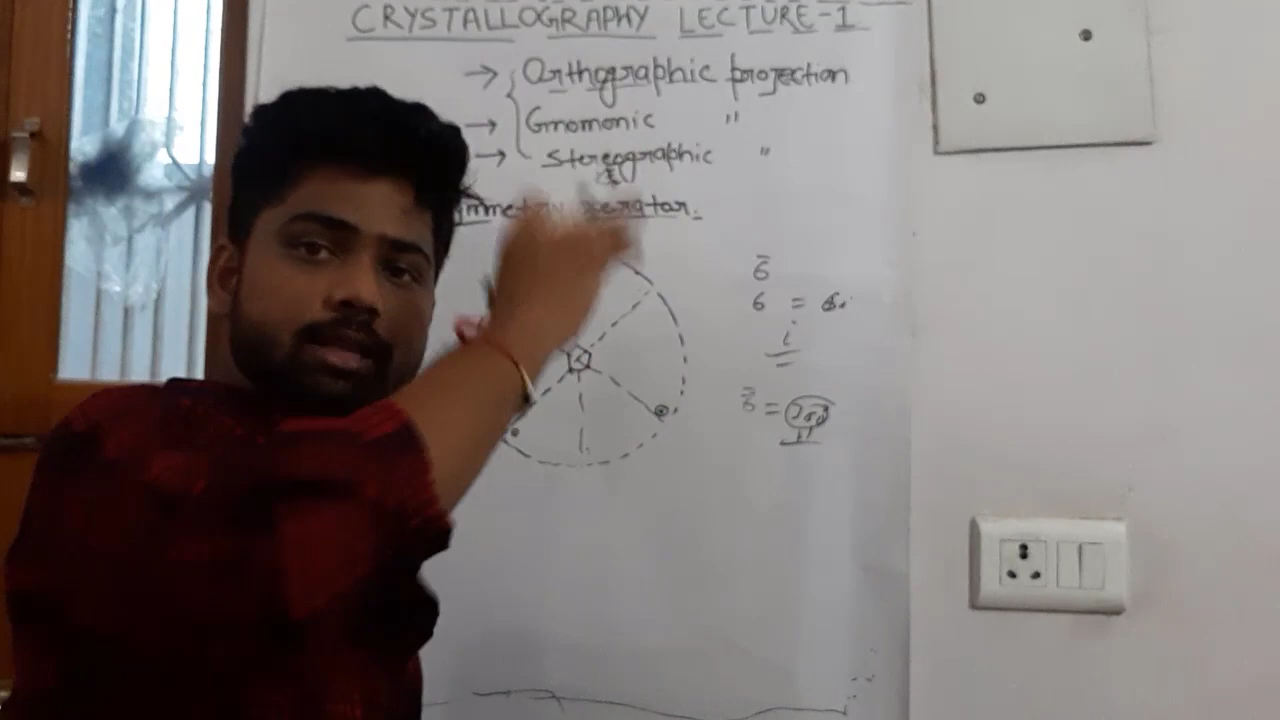 CRYSTALLOGRAPHY LECTURE-1
→ Orthographic projection
→ Gnomonic "
→ stereographic "
6̄
6 =
i
6̄ =